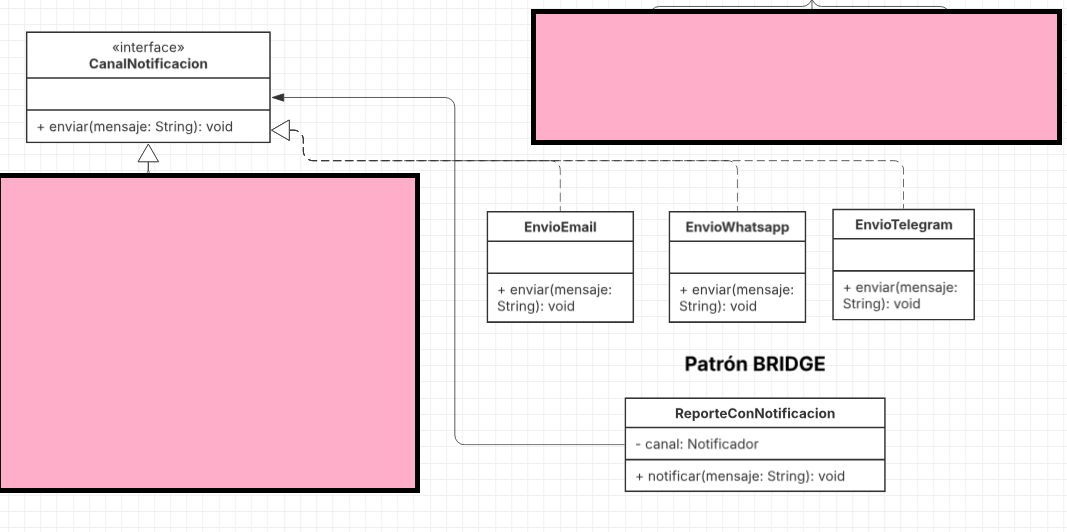 «interface»
CanalNotificacion
+ enviar(mensaje: String): void
EnvioEmail
+ enviar(mensaje:
String): void
EnvioWhatsapp
+ enviar(mensaje:
String): void
EnvioTelegram
+ enviar(mensaje:
String): void
Patrón BRIDGE
ReporteConNotificacion
- canal: Notificador
+ notificar(mensaje: String): void